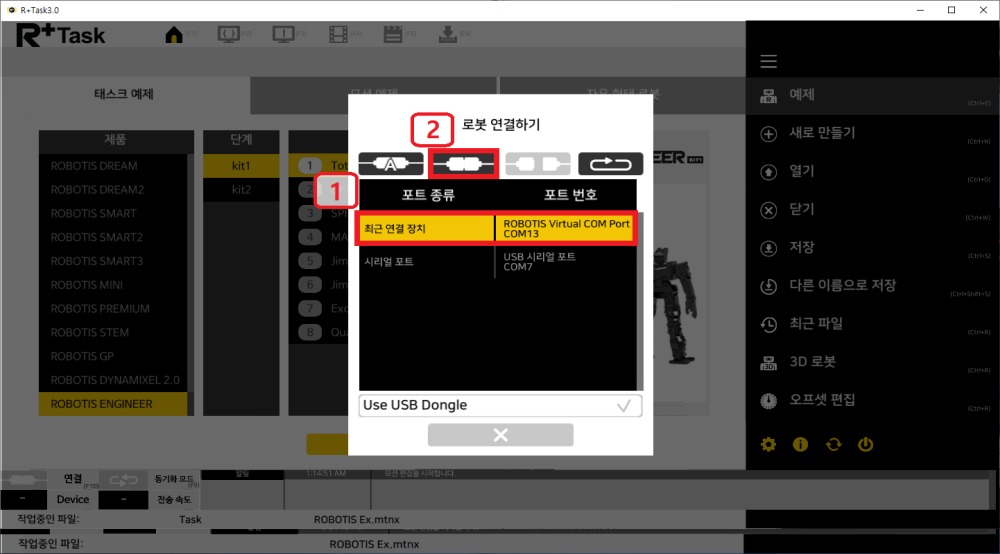 R+Task3.0
R+Task
(F1)
(F2)
(F3)
(F4)
(F5)
(F6)
태스크 예제
모션 예제
자유 형태 로봇
제품
단계
ROBOTIS DREAM
ROBOTIS DREAM2
ROBOTIS SMART
ROBOTIS SMART2
ROBOTIS SMART3
ROBOTIS MINI
ROBOTIS PREMIUM
ROBOTIS STEM
ROBOTIS GP
ROBOTIS DYNAMIXEL 2.0
ROBOTIS ENGINEER
kit1
kit2
1 Tot
2
3 SP
4 MA
5 Jim
6 Jim
7 Exc
8 Qua
EER KIT1
2
로봇 연결하기
A
1
포트 종류
포트 번호
최근 연결 장치
ROBOTIS Virtual COM Port
COM13
시리얼 포트
USB 시리얼 포트
COM7
Use USB Dongle
예제
(Ctrl+E)
새로 만들기
(Ctrl+N)
열기
(Ctrl+O)
닫기
(Ctrl+W)
저장
(Ctrl+S)
다른 이름으로 저장
(Ctrl+Shift+S)
최근 파일
(Ctrl+R)
3D 로봇
(Ctrl+R)
오프셋 편집
(Ctrl+R)
연결
(F10)
동기화 모드
알림
1:14:51 AM
모션 편집을 시작합니다.
-
Device
-
전송 속도
작업중인 파일:
Task
ROBOTIS Ex.mtnx
작업중인 파일:
ROBOTIS Ex.mtnx